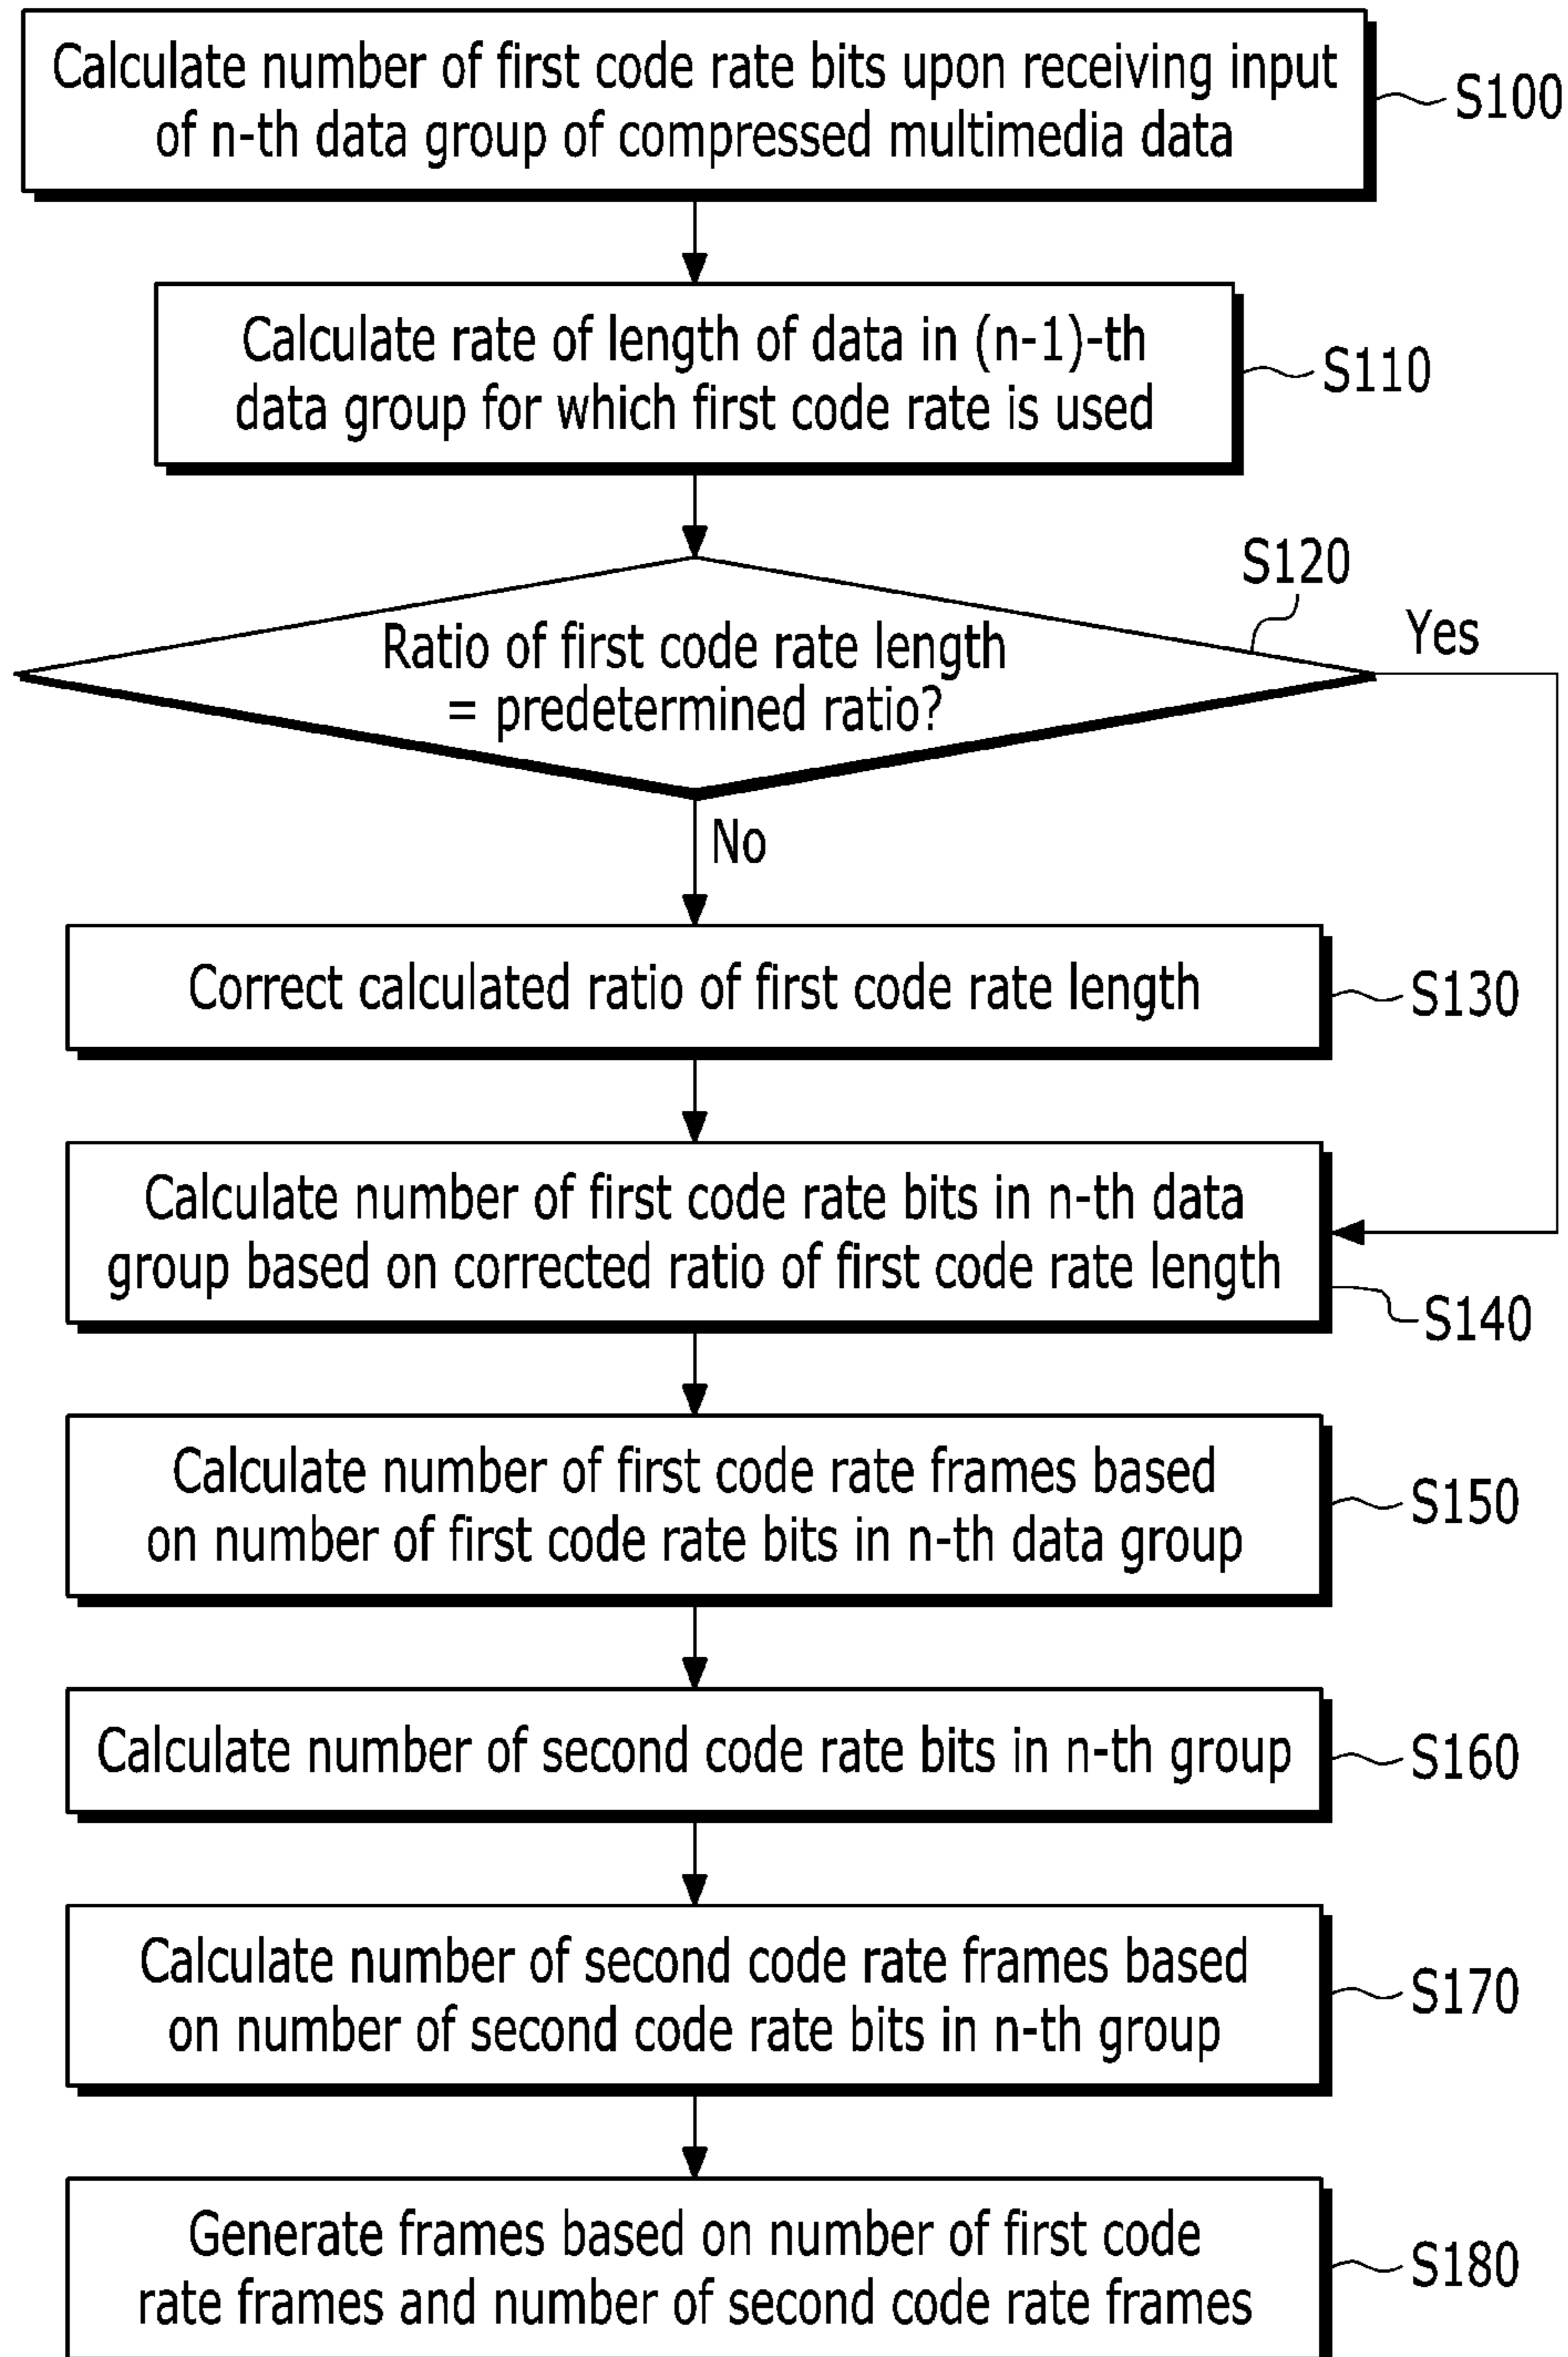 Calculate number of first code rate bits upon receiving input
of n-th data group of compressed multimedia data
S100
Calculate rate of length of data in (n-1)-th
data group for which first code rate is used
S110
S120
Yes
Ratio of first code rate length
= predetermined ratio?
No
Correct calculated ratio of first code rate length
S130
Calculate number of first code rate bits in n-th data
group based on corrected ratio of first code rate length
S140
Calculate number of first code rate frames based
on number of first code rate bits in n-th data group
S150
Calculate number of second code rate bits in n-th group
S160
Calculate number of second code rate frames based
on number of second code rate bits in n-th group
S170
Generate frames based on number of first code
rate frames and number of second code rate frames
S180